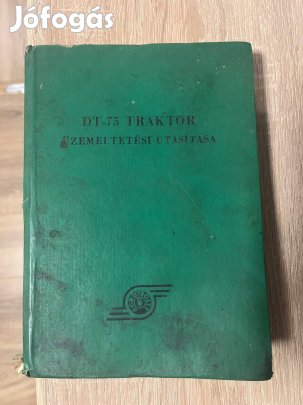 Jófogás
DT-75 TRAKTOR
ÜZEMELTETÉSI UTASÍTÁSA